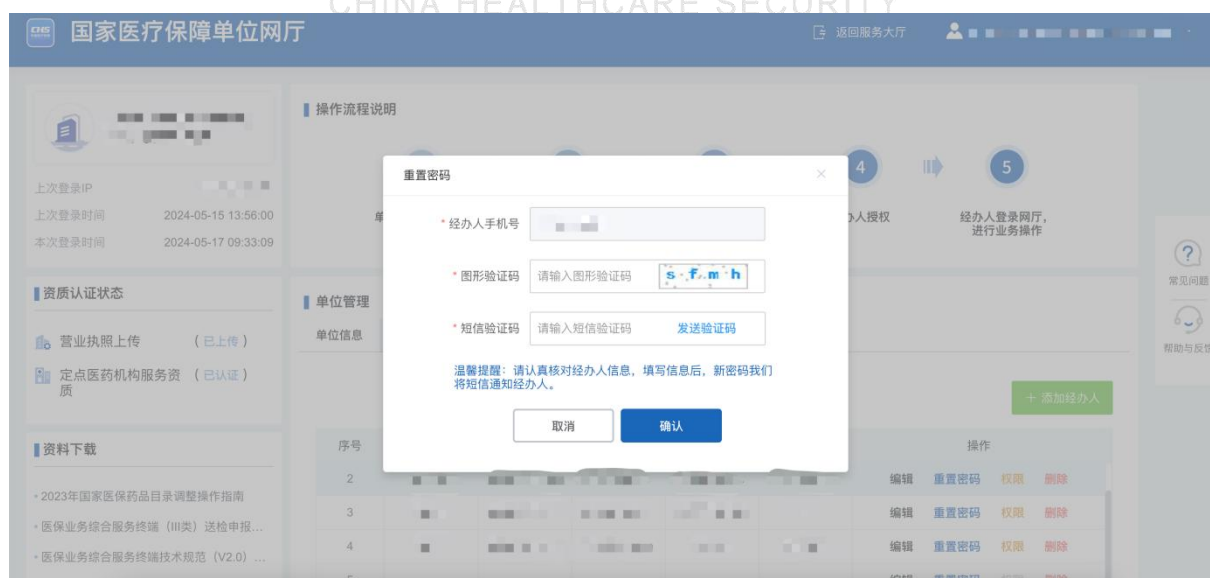 CHINA HEALTHCARE SECURITY
CHS
国家医疗保障单位网厅
返回服务大厅
上次登录IP
上次登录时间 2024-05-15 13:56:00
本次登录时间 2024-05-17 09:33:09
资质认证状态
营业执照上传 (已上传)
定点医药机构服务资 (已认证)
质
资料下载
• 2023年国家医保药品目录调整操作指南
• 医保业务综合服务终端（III类）送检申报...
• 医保业务综合服务终端技术规范（V2.0）...
操作流程说明
4
5
单
办人授权
经办人登录网厅，
进行业务操作
单位管理
单位信息
+ 添加经办人
序号 操作
2 编辑 重置密码 权限 删除
3 编辑 重置密码 权限 删除
4 编辑 重置密码 权限 删除
重置密码 ×
* 经办人手机号
* 图形验证码 请输入图形验证码 s f m h
* 短信验证码 请输入短信验证码 发送验证码
温馨提醒：请认真核对经办人信息，填写信息后，新密码我们
将短信通知经办人。
取消 确认
常见问题
帮助与反馈